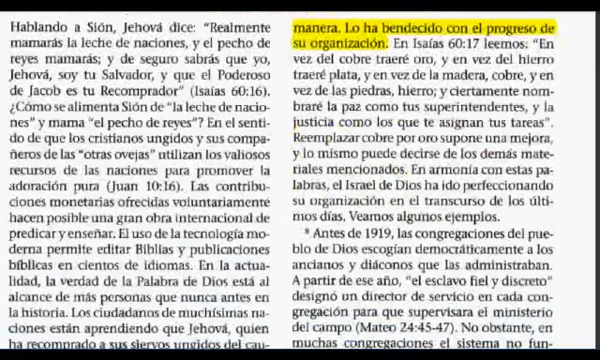 Hablando a Sión, Jehová dice: “Realmente
mamarás la leche de naciones, y el pecho de
reyes mamarás; y de seguro sabrás que yo,
Jehová, soy tu Salvador, y que el Poderoso
de Jacob es tu Recomprador” (Isaías 60:16).
¿Cómo se alimenta Sión de “la leche de nacio-
nes” y mama “el pecho de reyes”? En el senti-
do de que los cristianos ungidos y sus compa-
ñeros de las “otras ovejas” utilizan los valiosos
recursos de las naciones para promover la
adoración pura (Juan 10:16). Las contribu-
ciones monetarias ofrecidas voluntariamente
hacen posible una gran obra internacional de
predicar y enseñar. El uso de la tecnología mo-
derna permite editar Biblias y publicaciones
bíblicas en cientos de idiomas. En la actua-
lidad, la verdad de la Palabra de Dios está al
alcance de más personas que nunca antes en
la historia. Los ciudadanos de muchísimas na-
ciones están aprendiendo que Jehová, quien
ha recomprado a sus siervos ungidos del cau-
manera. Lo ha bendecido con el progreso de
su organización. En Isaías 60:17 leemos: “En
vez del cobre traeré oro, y en vez del hierro
traeré plata, y en vez de la madera, cobre, y en
vez de las piedras, hierro; y ciertamente nom-
braré la paz como tus superintendentes, y la
justicia como los que te asignan tus tareas”.
Reemplazar cobre por oro supone una mejora,
y lo mismo puede decirse de los demás mate-
riales mencionados. En armonía con estas pa-
labras, el Israel de Dios ha ido perfeccionando
su organización en el transcurso de los últi-
mos días. Veamos algunos ejemplos.
⁸ Antes de 1919, las congregaciones del pue-
blo de Dios escogían democráticamente a los
ancianos y diáconos que las administraban.
A partir de ese año, “el esclavo fiel y discreto”
designó un director de servicio en cada con-
gregación para que supervisara el ministerio
del campo (Mateo 24:45-47). No obstante, en
muchas congregaciones el sistema no fun-